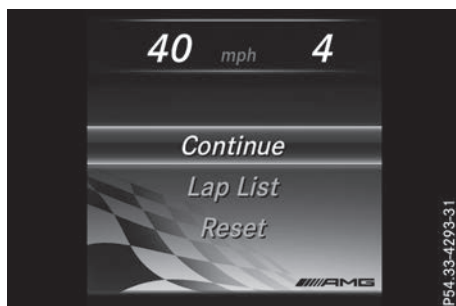 40 mph 4
Continue
Lap List
Reset
AMG
P54.33-4293-31